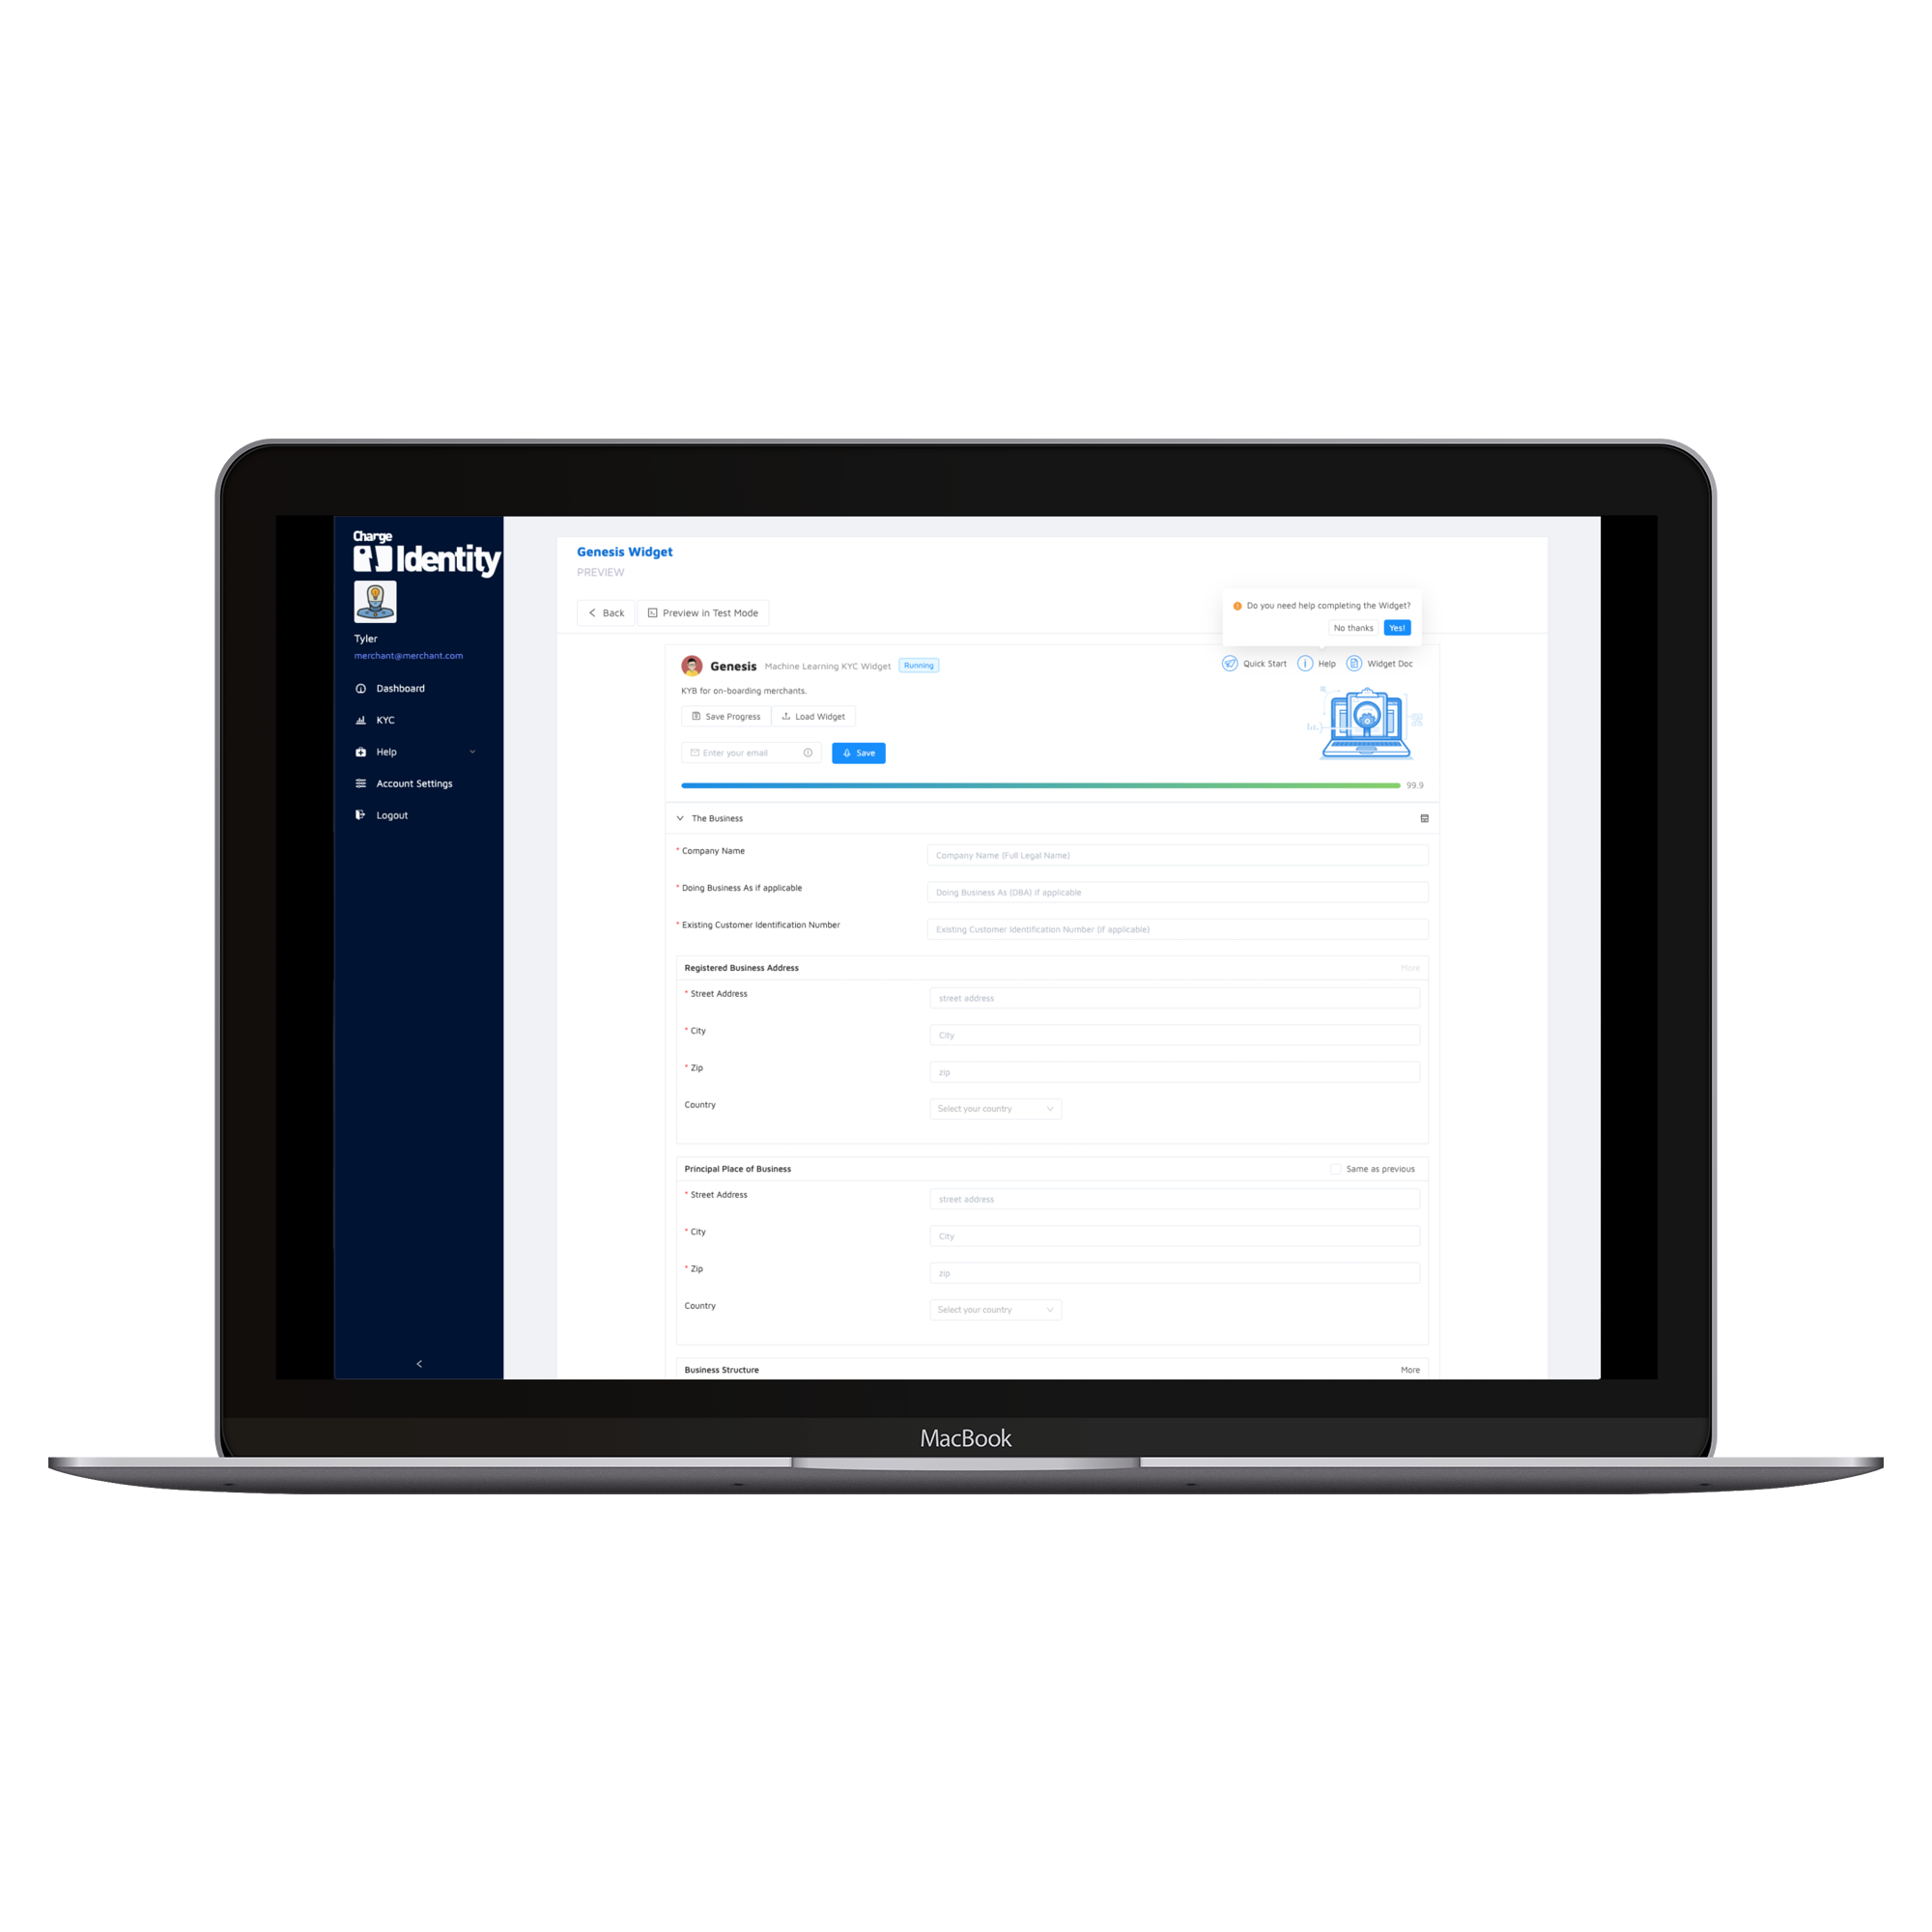 Charge
Identity
Tyler
merchant@merchant.com
Dashboard
KYC
Help
Account Settings
Logout
Genesis Widget
PREVIEW
Back
Preview in Test Mode
Do you need help completing the Widget?
No thanks
Yes!
Genesis Machine Learning KYC Widget Running
Quick Start Help Widget Doc
KYB for on-boarding merchants.
Save Progress Load Widget
Enter your email Save
99.9
The Business
* Company Name Company Name (Full Legal Name)
* Doing Business As if applicable Doing Business As (DBA) if applicable
* Existing Customer Identification Number Existing Customer Identification Number (if applicable)
Registered Business Address More
* Street Address street address
* City City
* Zip zip
Country Select your country
Principal Place of Business Same as previous
* Street Address street address
* City City
* Zip zip
Country Select your country
Business Structure More
MacBook